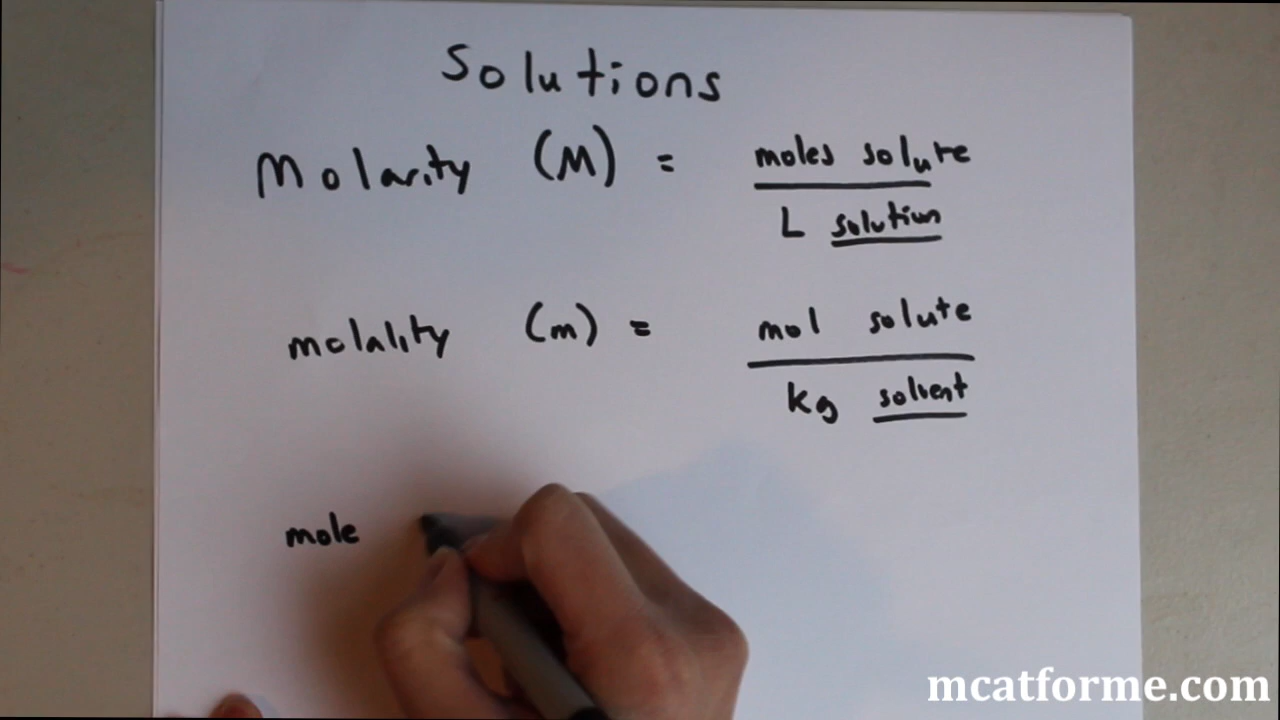 Solutions
Molarity (M) = moles solute
L solution
molality (m) = mol solute
kg solvent
mole
mcatforme.com